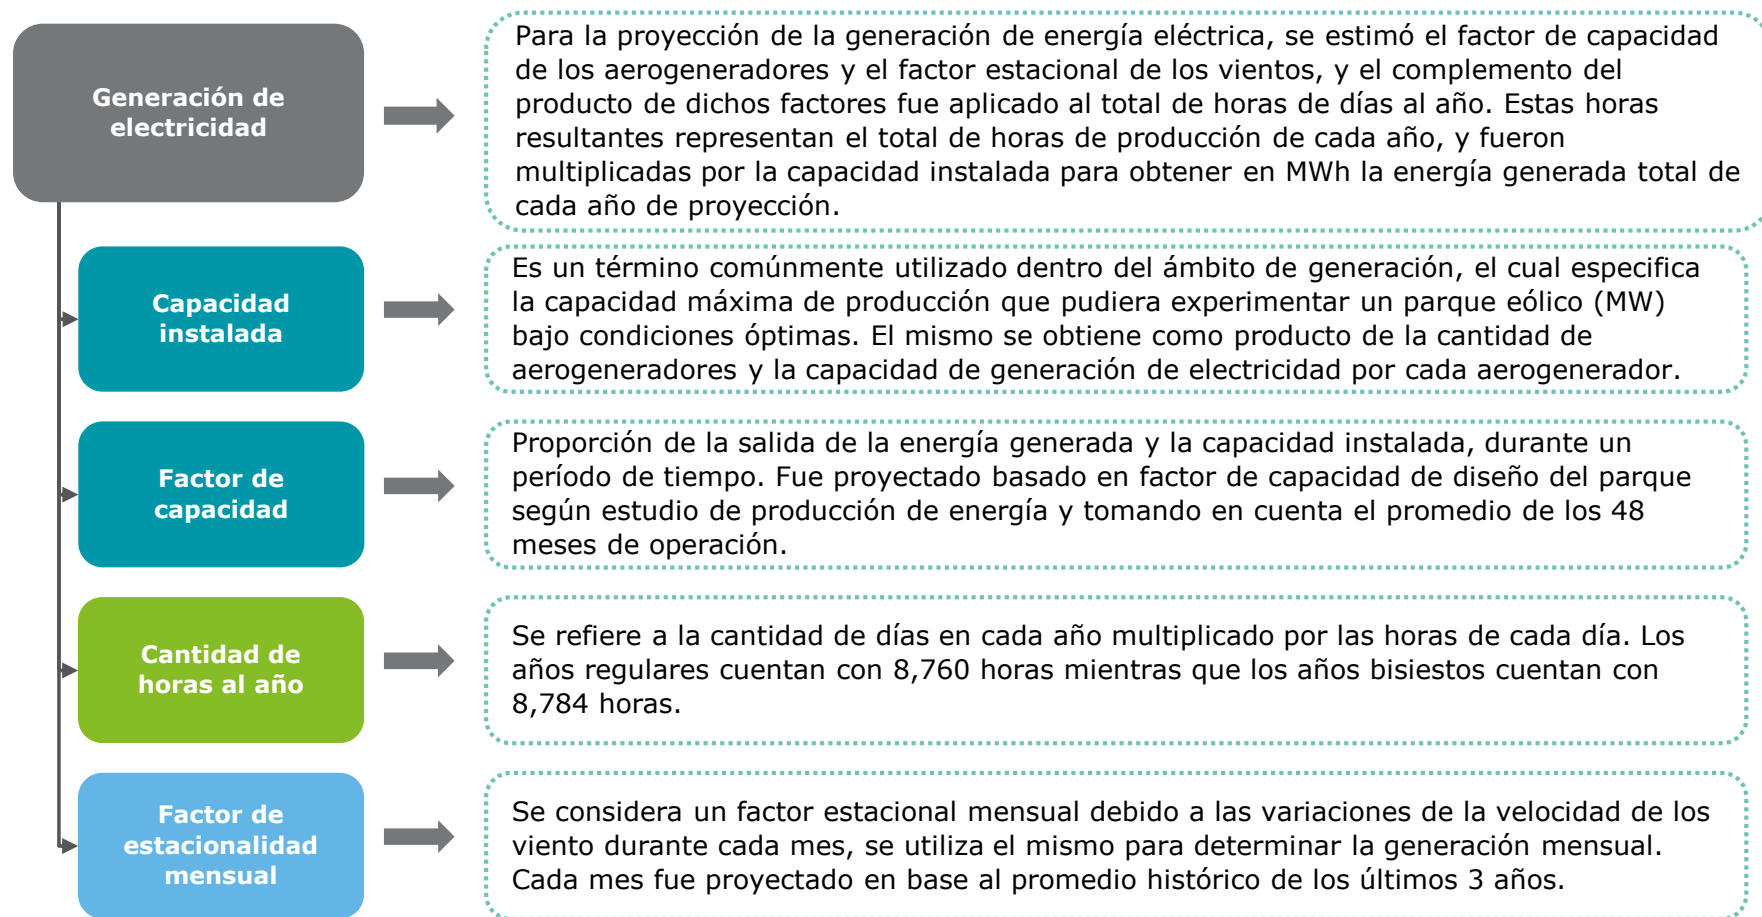 Generación de
electricidad
Para la proyección de la generación de energía eléctrica, se estimó el factor de capacidad
de los aerogeneradores y el factor estacional de los vientos, y el complemento del
producto de dichos factores fue aplicado al total de horas de días al año. Estas horas
resultantes representan el total de horas de producción de cada año, y fueron
multiplicadas por la capacidad instalada para obtener en MWh la energía generada total de
cada año de proyección.
Capacidad
instalada
Es un término comúnmente utilizado dentro del ámbito de generación, el cual especifica
la capacidad máxima de producción que pudiera experimentar un parque eólico (MW)
bajo condiciones óptimas. El mismo se obtiene como producto de la cantidad de
aerogeneradores y la capacidad de generación de electricidad por cada aerogenerador.
Factor de
capacidad
Proporción de la salida de la energía generada y la capacidad instalada, durante un
período de tiempo. Fue proyectado basado en factor de capacidad de diseño del parque
según estudio de producción de energía y tomando en cuenta el promedio de los 48
meses de operación.
Cantidad de
horas al año
Se refiere a la cantidad de días en cada año multiplicado por las horas de cada día. Los
años regulares cuentan con 8,760 horas mientras que los años bisiestos cuentan con
8,784 horas.
Factor de
estacionalidad
mensual
Se considera un factor estacional mensual debido a las variaciones de la velocidad de los
viento durante cada mes, se utiliza el mismo para determinar la generación mensual.
Cada mes fue proyectado en base al promedio histórico de los últimos 3 años.